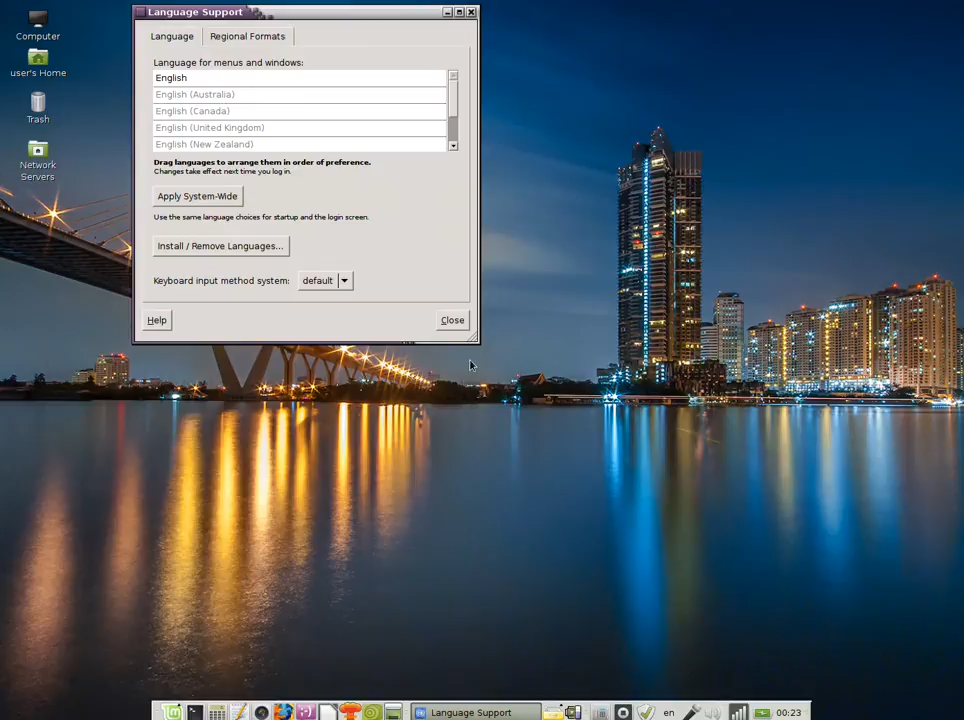 Language Support
Computer
user's Home
Trash
Network
Servers
Language
Regional Formats
Language for menus and windows:
English
English (Australia)
English (Canada)
English (United Kingdom)
English (New Zealand)
Drag languages to arrange them in order of preference.
Changes take effect next time you log in.
Apply System-Wide
Use the same language choices for startup and the login screen.
Install / Remove Languages...
Keyboard input method system:
default
Help
Close
Language Support
en
00:23